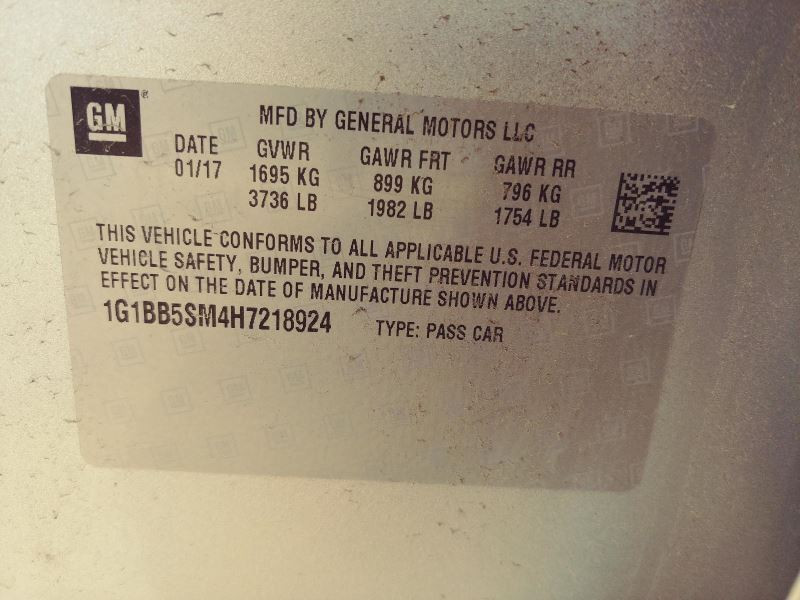 GM®
MFD BY GENERAL MOTORS LLC
DATE GVWR GAWR FRT GAWR RR
01/17 1695 KG 899 KG 796 KG
3736 LB 1982 LB 1754 LB
THIS VEHICLE CONFORMS TO ALL APPLICABLE U.S. FEDERAL MOTOR
VEHICLE SAFETY, BUMPER, AND THEFT PREVENTION STANDARDS IN
EFFECT ON THE DATE OF MANUFACTURE SHOWN ABOVE.
1G1BB5SM4H7218924 TYPE: PASS CAR